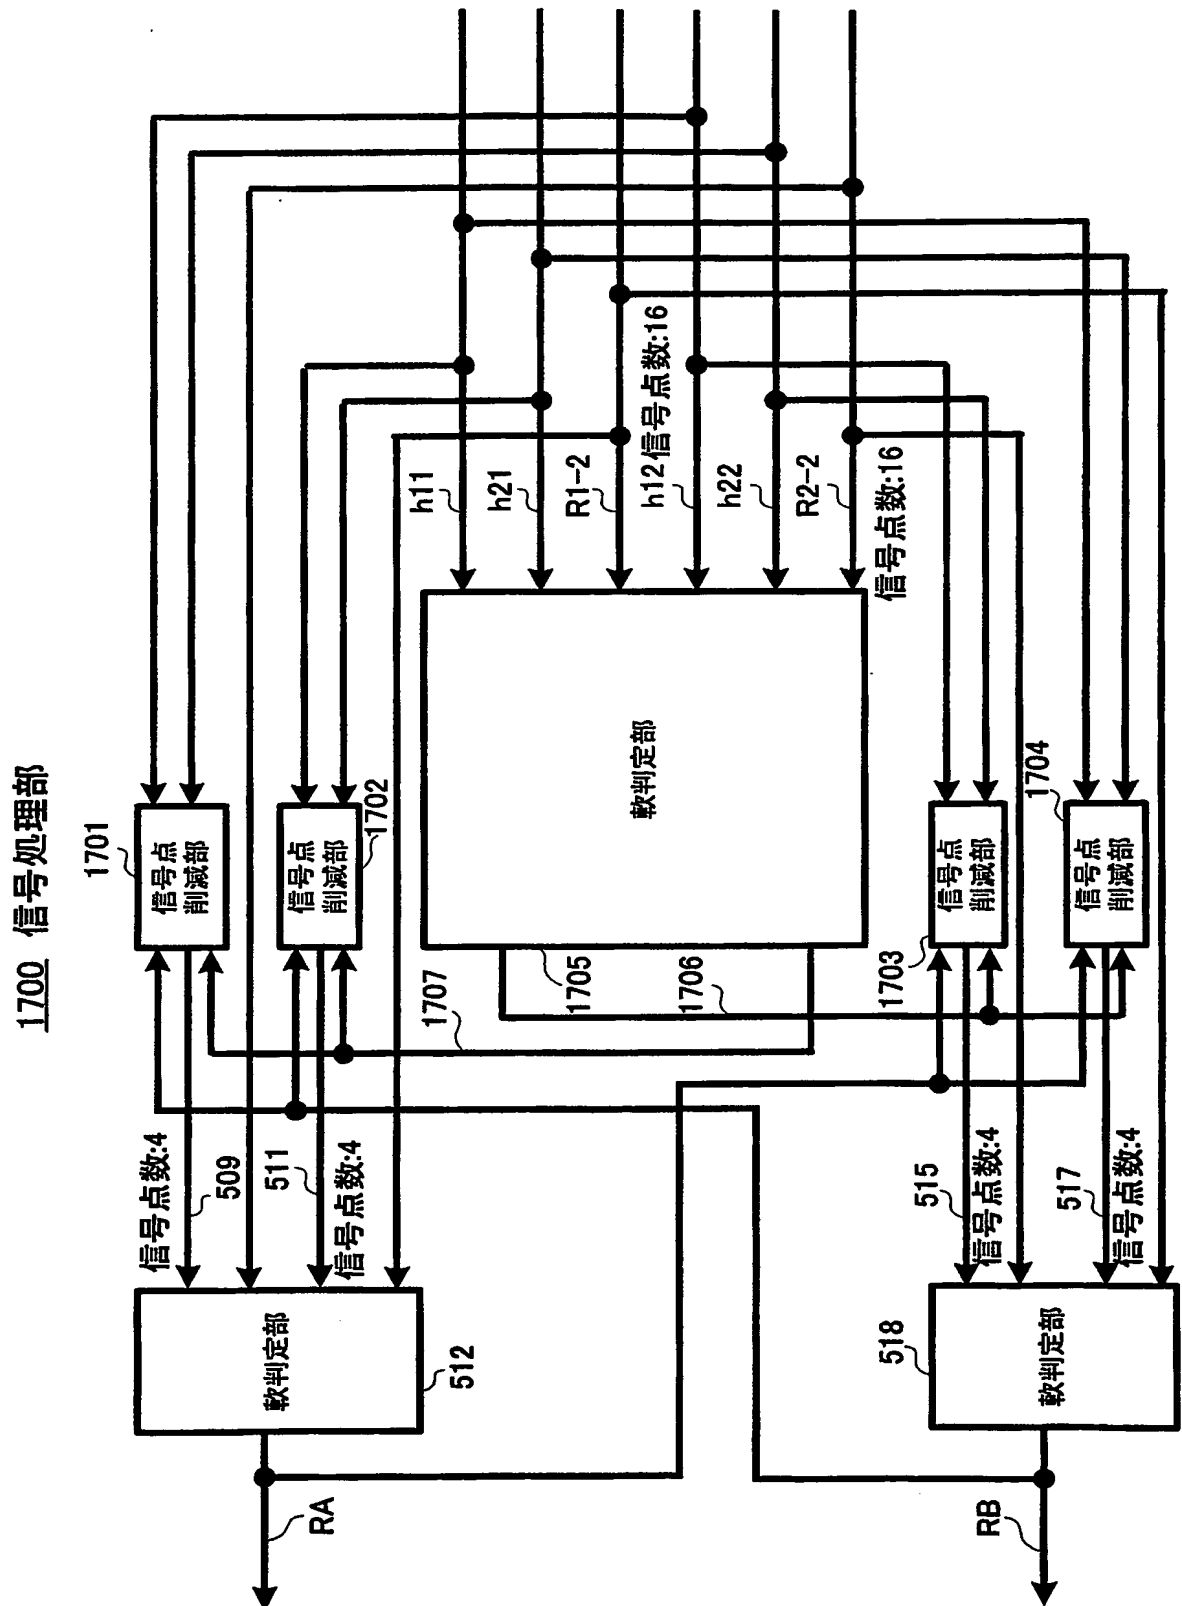 1700 信号処理部
1701
信号点
削減部
1702
信号点
削減部
h11
h21
R1-2
h12
信号点数:16
h22
R2-2
信号点数:16
軟判定部
1705
1706
1707
1703
信号点
削減部
1704
信号点
削減部
信号点数:4
509
511
信号点数:4
515
信号点数:4
517
信号点数:4
軟判定部
512
軟判定部
518
RA
RB